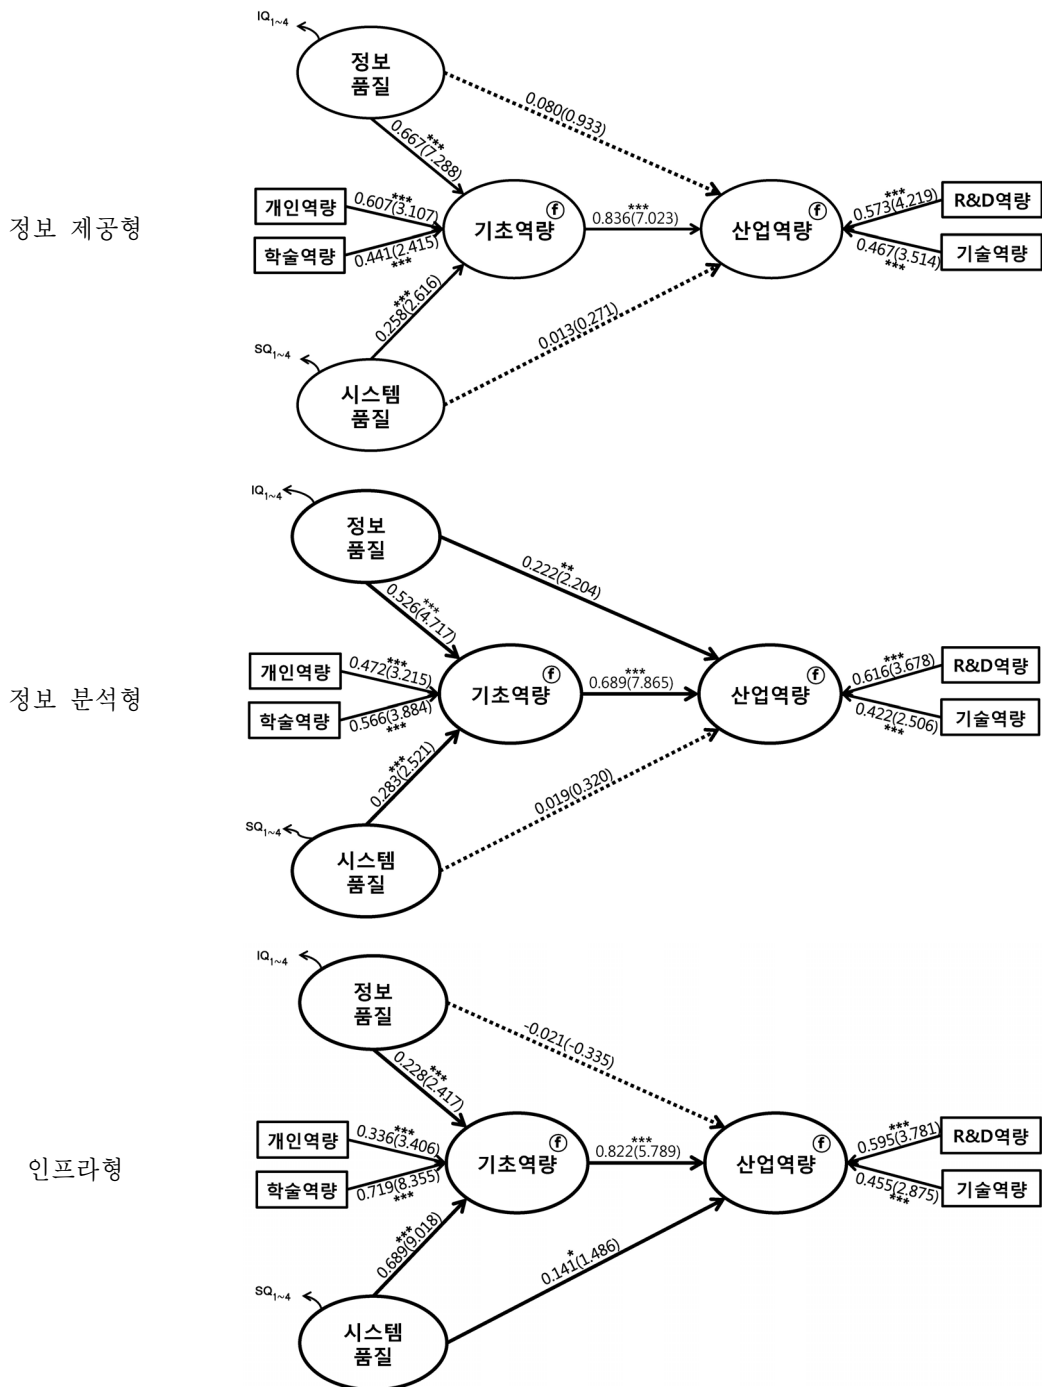 IQ1~4
정보
품질
0.080(0.933)
***
0.667(7.288)
정보 제공형
개인역량
***
0.607(3.107)
학술역량
0.441(2.415)
***
기초역량
f
***
0.836(7.023)
산업역량
f
***
0.573(4.219)
R&D역량
0.467(3.514)
***
기술역량
***
0.258(2.616)
0.013(0.271)
SQ1~4
시스템
품질
IQ1~4
정보
품질
**
0.222(2.204)
***
0.526(4.717)
정보 분석형
개인역량
***
0.472(3.215)
학술역량
0.566(3.884)
***
기초역량
f
***
0.689(7.865)
산업역량
f
***
0.616(3.678)
R&D역량
0.422(2.506)
***
기술역량
***
0.283(2.521)
0.019(0.320)
SQ1~4
시스템
품질
IQ1~4
정보
품질
-0.021(-0.335)
***
0.228(2.417)
인프라형
개인역량
***
0.336(3.406)
학술역량
0.719(8.355)
***
기초역량
f
***
0.822(5.789)
산업역량
f
***
0.595(3.781)
R&D역량
0.455(2.875)
***
기술역량
***
0.689(9.018)
*
0.141(1.486)
SQ1~4
시스템
품질